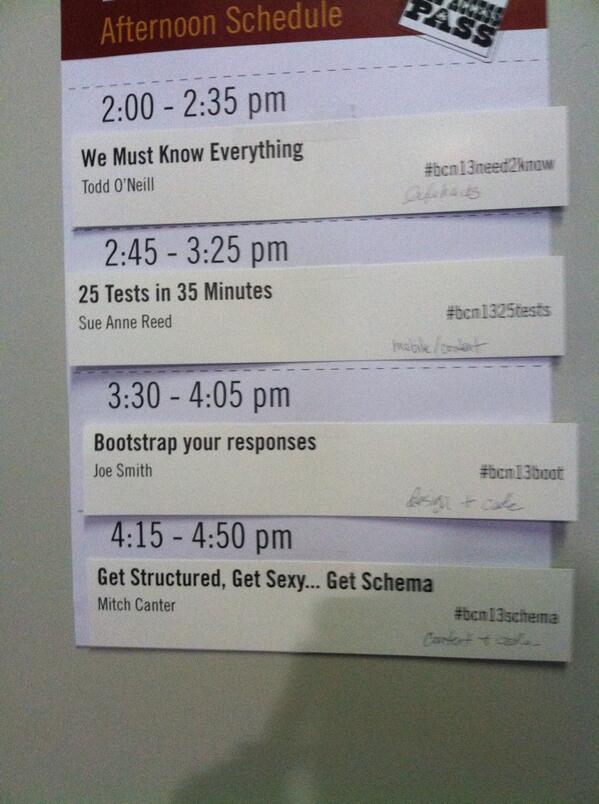 Afternoon Schedule
ACCESS
PASS
2:00 - 2:35 pm
We Must Know Everything
Todd O'Neill
#bcn13need2know
2:45 - 3:25 pm
25 Tests in 35 Minutes
Sue Anne Reed
#bcn1325tests
mobile/content
3:30 - 4:05 pm
Bootstrap your responses
Joe Smith
#bcn13boot
design + code
4:15 - 4:50 pm
Get Structured, Get Sexy... Get Schema
Mitch Canter
#bcn13schema
Content + code